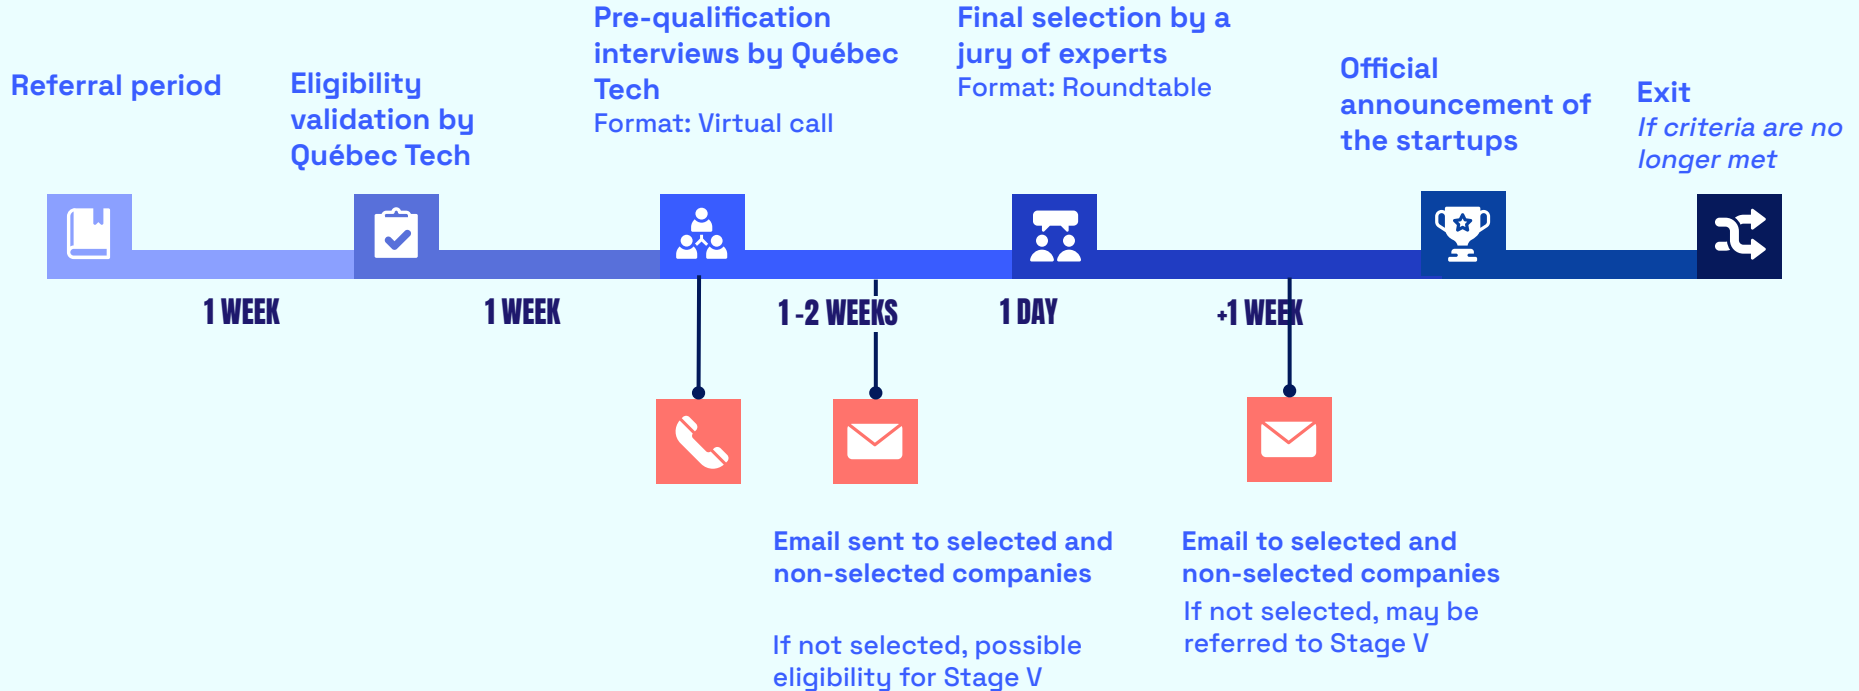 Referral period
Eligibility
validation by
Québec Tech
Pre-qualification
interviews by Québec
Tech
Format: Virtual call
Final selection by a
jury of experts
Format: Roundtable
Official
announcement of
the startups
Exit
If criteria are no
longer met
1 WEEK
1 WEEK
1 -2 WEEKS
1 DAY
+1 WEEK
Email sent to selected and
non-selected companies
If not selected, possible
eligibility for Stage V
Email to selected and
non-selected companies
If not selected, may be
referred to Stage V